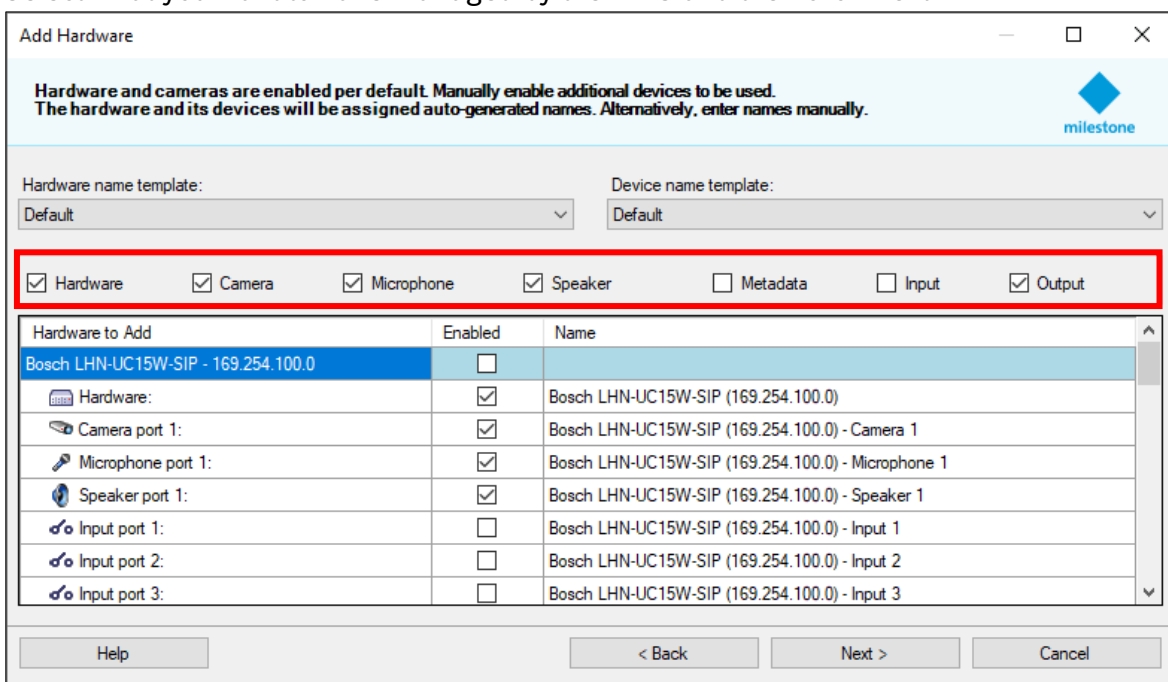 Add Hardware
Hardware and cameras are enabled per default. Manually enable additional devices to be used.
The hardware and its devices will be assigned auto-generated names. Alternatively, enter names manually.
milestone
Hardware name template:
Device name template:
Default
Default
Hardware
Camera
Microphone
Speaker
Metadata
Input
Output
Hardware to Add
Enabled
Name
Bosch LHN-UC15W-SIP - 169.254.100.0
Hardware:
Bosch LHN-UC15W-SIP (169.254.100.0)
Camera port 1:
Bosch LHN-UC15W-SIP (169.254.100.0) - Camera 1
Microphone port 1:
Bosch LHN-UC15W-SIP (169.254.100.0) - Microphone 1
Speaker port 1:
Bosch LHN-UC15W-SIP (169.254.100.0) - Speaker 1
Input port 1:
Bosch LHN-UC15W-SIP (169.254.100.0) - Input 1
Input port 2:
Bosch LHN-UC15W-SIP (169.254.100.0) - Input 2
Input port 3:
Bosch LHN-UC15W-SIP (169.254.100.0) - Input 3
Help
< Back
Next >
Cancel